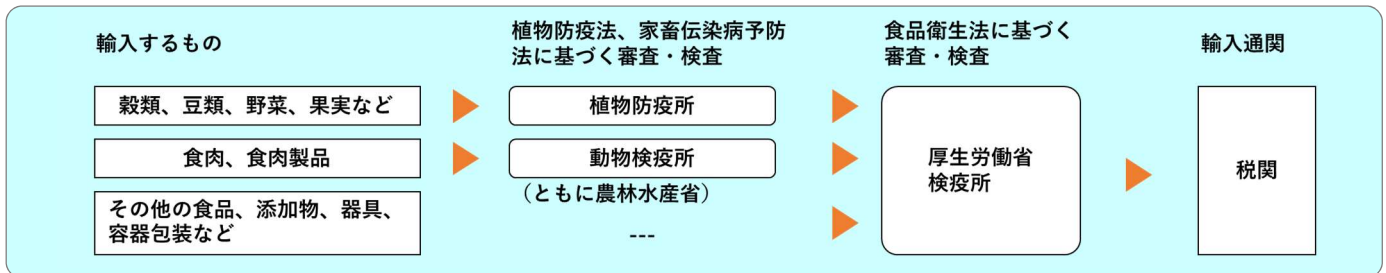 輸入するもの
植物防疫法、家畜伝染病予防
法に基づく審査・検査
食品衛生法に基づく
審査・検査
輸入通関
穀類、豆類、野菜、果実など
植物防疫所
食肉、食肉製品
動物検疫所
（ともに農林水産省）
その他の食品、添加物、器具、
容器包装など
---
厚生労働省
検疫所
税関